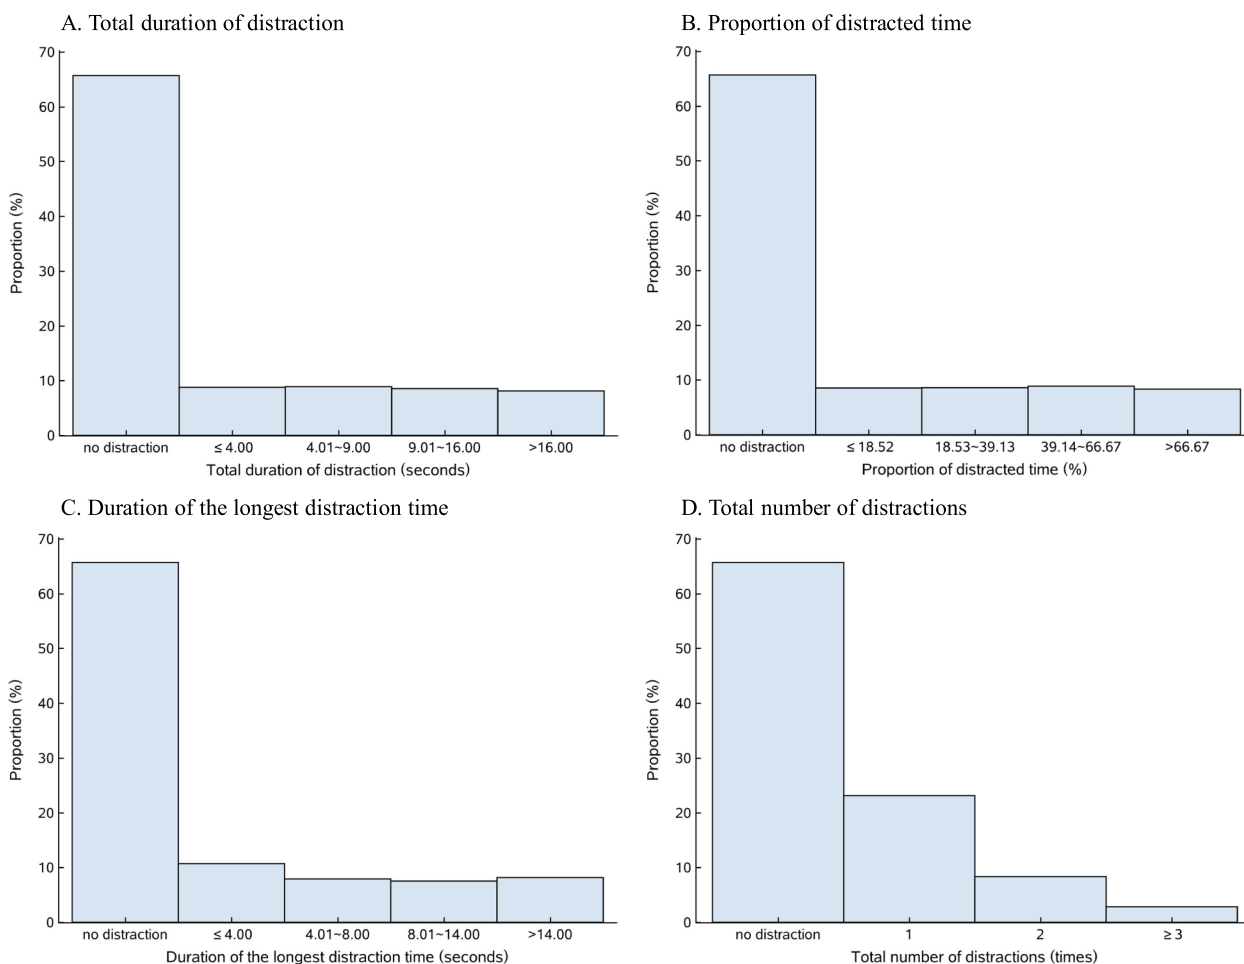 A. Total duration of distraction
70
60
50
40
30
20
10
0
Proportion (%)
no distraction ≤4.00 4.01~9.00 9.01~16.00 >16.00
Total duration of distraction (seconds)
B. Proportion of distracted time
70
60
50
40
30
20
10
0
Proportion (%)
no distraction ≤18.52 18.53~39.13 39.14~66.67 >66.67
Proportion of distracted time (%)
C. Duration of the longest distraction time
70
60
50
40
30
20
10
0
Proportion (%)
no distraction ≤4.00 4.01~8.00 8.01~14.00 >14.00
Duration of the longest distraction time (seconds)
D. Total number of distractions
70
60
50
40
30
20
10
0
Proportion (%)
no distraction 1 2 ≥3
Total number of distractions (times)